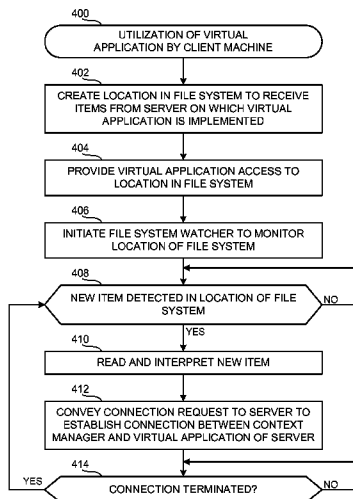 400
UTILIZATION OF VIRTUAL
APPLICATION BY CLIENT MACHINE
402
CREATE LOCATION IN FILE SYSTEM TO RECEIVE
ITEMS FROM SERVER ON WHICH VIRTUAL
APPLICATION IS IMPLEMENTED
404
PROVIDE VIRTUAL APPLICATION ACCESS TO
LOCATION IN FILE SYSTEM
406
INITIATE FILE SYSTEM WATCHER TO MONITOR
LOCATION OF FILE SYSTEM
408
NEW ITEM DETECTED IN LOCATION OF FILE
SYSTEM
NO
YES
410
READ AND INTERPRET NEW ITEM
412
CONVEY CONNECTION REQUEST TO SERVER TO
ESTABLISH CONNECTION BETWEEN CONTEXT
MANAGER AND VIRTUAL APPLICATION OF SERVER
414
YES
CONNECTION TERMINATED?
NO